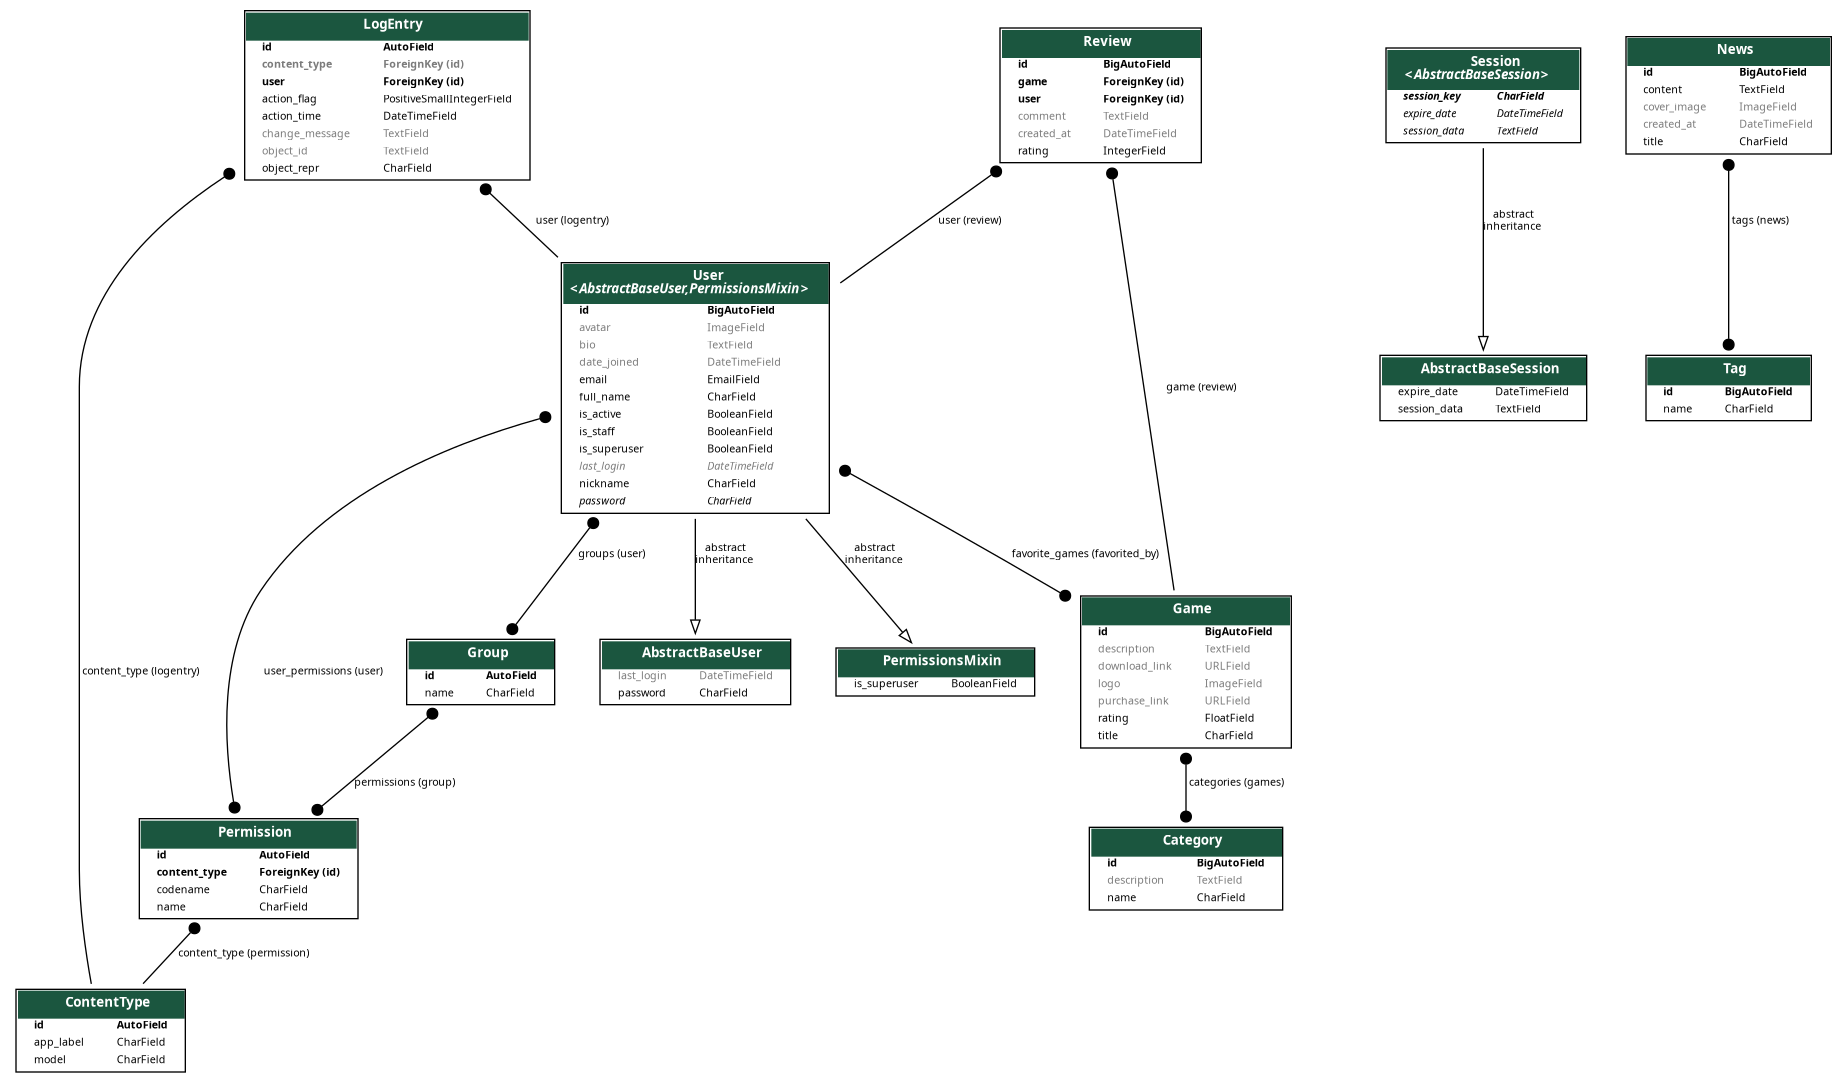 LogEntry
id AutoField
content_type ForeignKey (id)
user ForeignKey (id)
action_flag PositiveSmallIntegerField
action_time DateTimeField
change_message TextField
object_id TextField
object_repr CharField
Review
id BigAutoField
game ForeignKey (id)
user ForeignKey (id)
comment TextField
created_at DateTimeField
rating IntegerField
Session
<AbstractBaseSession>
session_key CharField
expire_date DateTimeField
session_data TextField
News
id BigAutoField
content TextField
cover_image ImageField
created_at DateTimeField
title CharField
user (logentry)
user (review)
abstract
inheritance
tags (news)
User
<AbstractBaseUser,PermissionsMixin>
id BigAutoField
avatar ImageField
bio TextField
date_joined DateTimeField
email EmailField
full_name CharField
is_active BooleanField
is_staff BooleanField
is_superuser BooleanField
last_login DateTimeField
nickname CharField
password CharField
game (review)
AbstractBaseSession
expire_date DateTimeField
session_data TextField
Tag
id BigAutoField
name CharField
groups (user)
abstract
inheritance
abstract
inheritance
favorite_games (favorited_by)
content_type (logentry)
user_permissions (user)
Group
id AutoField
name CharField
AbstractBaseUser
last_login DateTimeField
password CharField
PermissionsMixin
is_superuser BooleanField
Game
id BigAutoField
description TextField
download_link URLField
logo ImageField
purchase_link URLField
rating FloatField
title CharField
permissions (group)
categories (games)
Permission
id AutoField
content_type ForeignKey (id)
codename CharField
name CharField
Category
id BigAutoField
description TextField
name CharField
content_type (permission)
ContentType
id AutoField
app_label CharField
model CharField